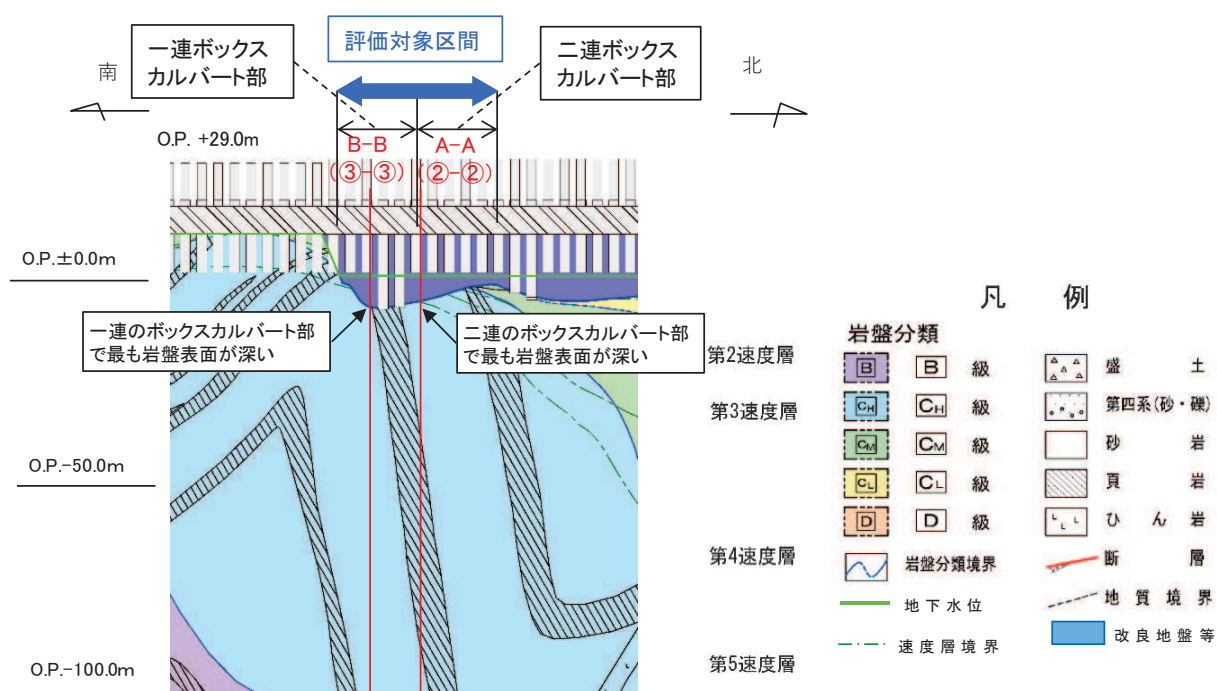 一連ボックス
カルバート部
評価対象区間
二連ボックス
カルバート部
南
北
O.P. +29.0m
B-B
(③-③)
A-A
(②-②)
O.P.±0.0m
一連のボックスカルバート部
で最も岩盤表面が深い
二連のボックスカルバート部
で最も岩盤表面が深い
第2速度層
第3速度層
O.P.-50.0m
第4速度層
O.P.-100.0m
第5速度層
凡 例
岩盤分類
B B 級
CH CH 級
CM CM 級
CL CL 級
D D 級
岩盤分類境界
地下水位
速度層境界
盛土
第四系(砂・礫)
砂岩
頁岩
ひん岩
断層
地質境界
改良地盤等